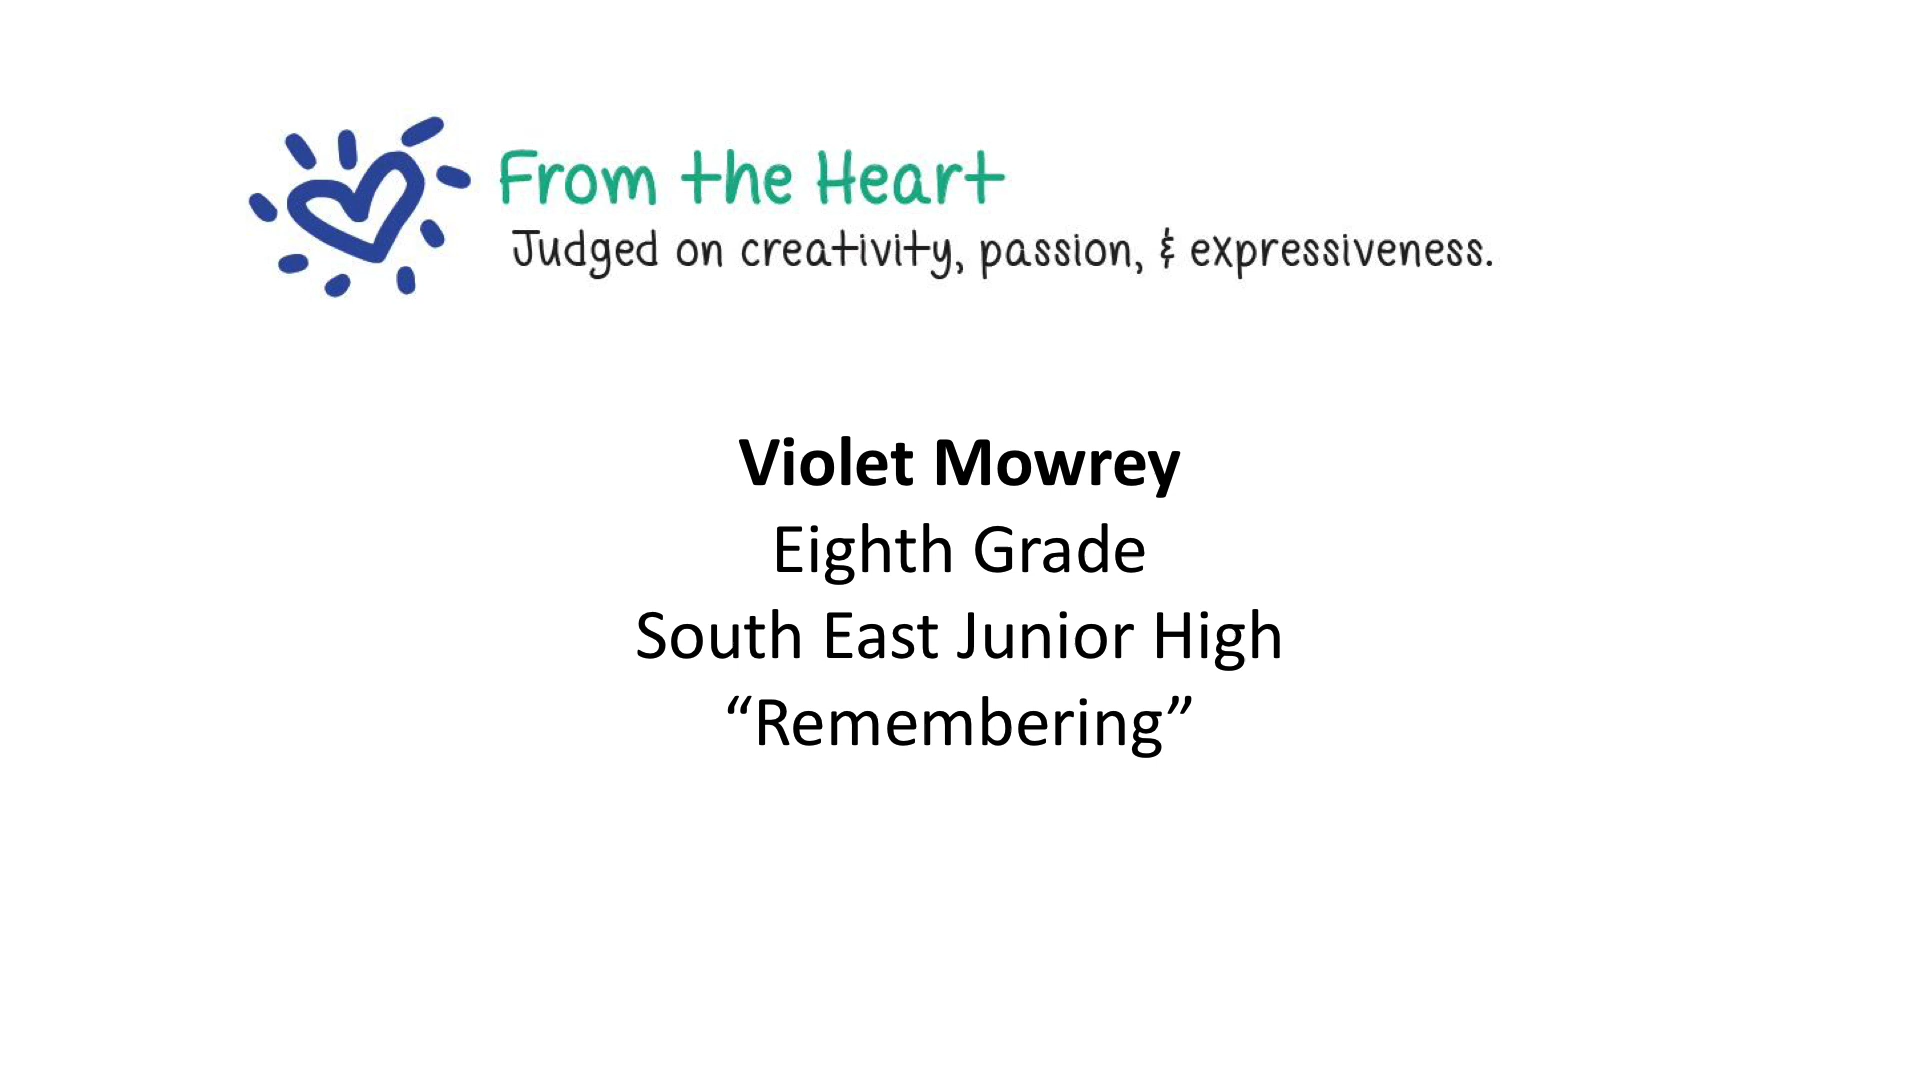 From the Heart
Judged on creativity, passion, & expressiveness.
Violet Mowrey
Eighth Grade
South East Junior High
“Remembering”